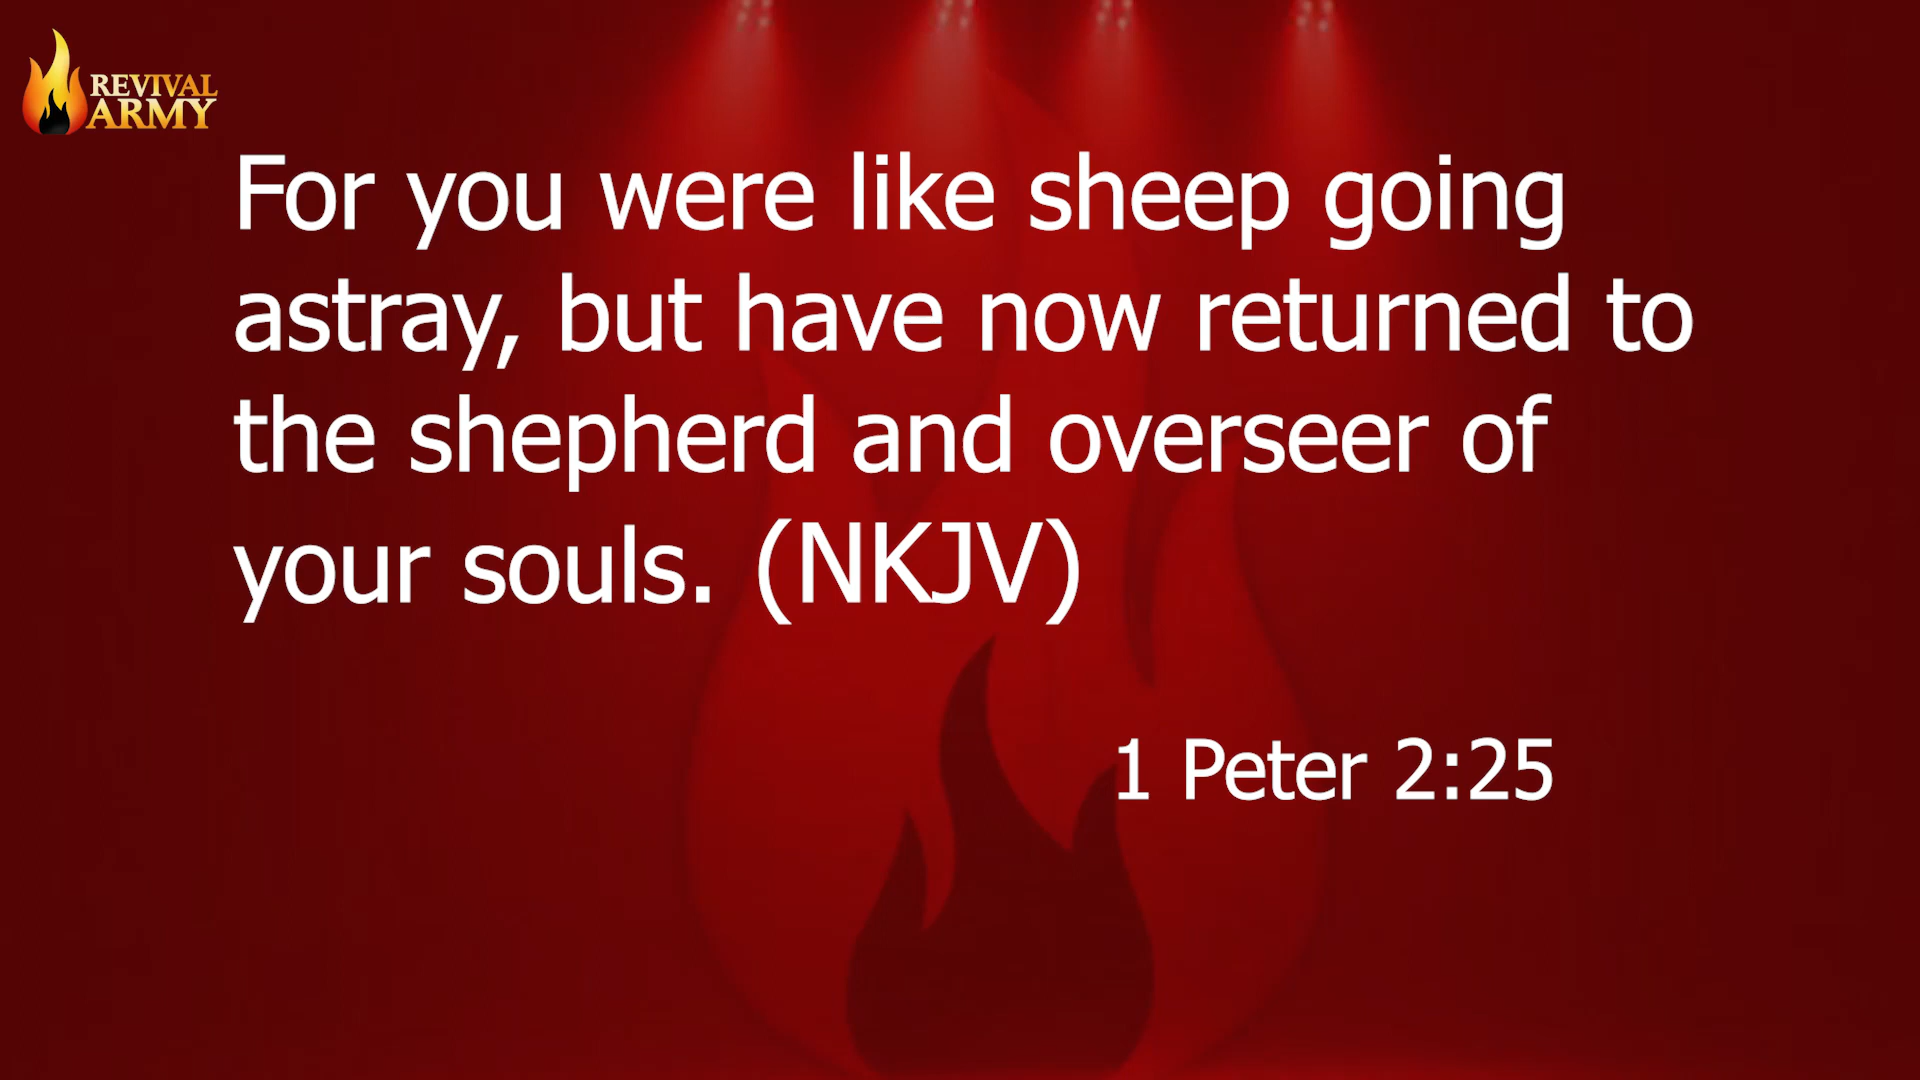 REVIVAL
ARMY
For you were like sheep going
astray, but have now returned to
the shepherd and overseer of
your souls. (NKJV)
1 Peter 2:25